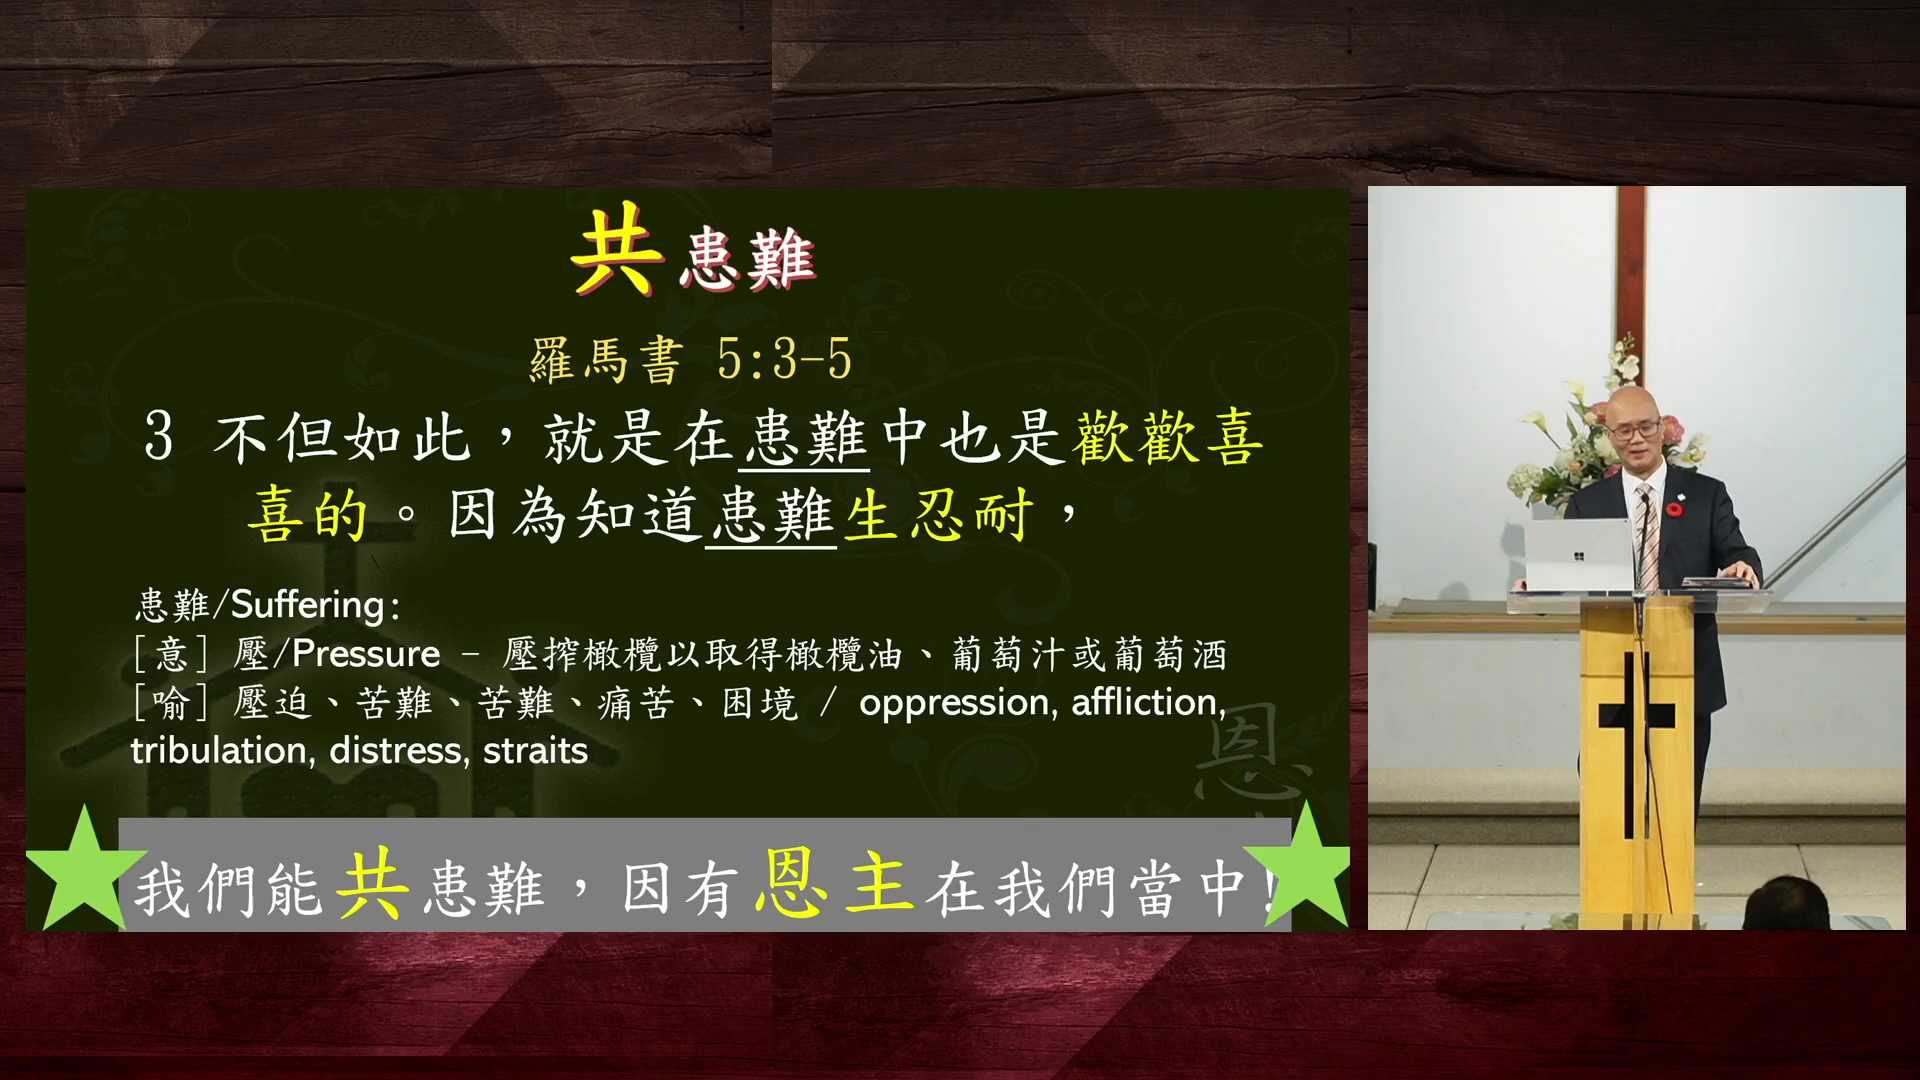 共患難
羅馬書 5:3-5
3 不但如此，就是在患難中也是歡歡喜
喜的。因為知道患難生忍耐，
患難/Suffering:
[意] 壓/Pressure - 壓搾橄欖以取得橄欖油、葡萄汁或葡萄酒
[喻] 壓迫、苦難、苦難、痛苦、困境 / oppression, affliction,
tribulation, distress, straits
恩
我們能共患難，因有恩主在我們當中!